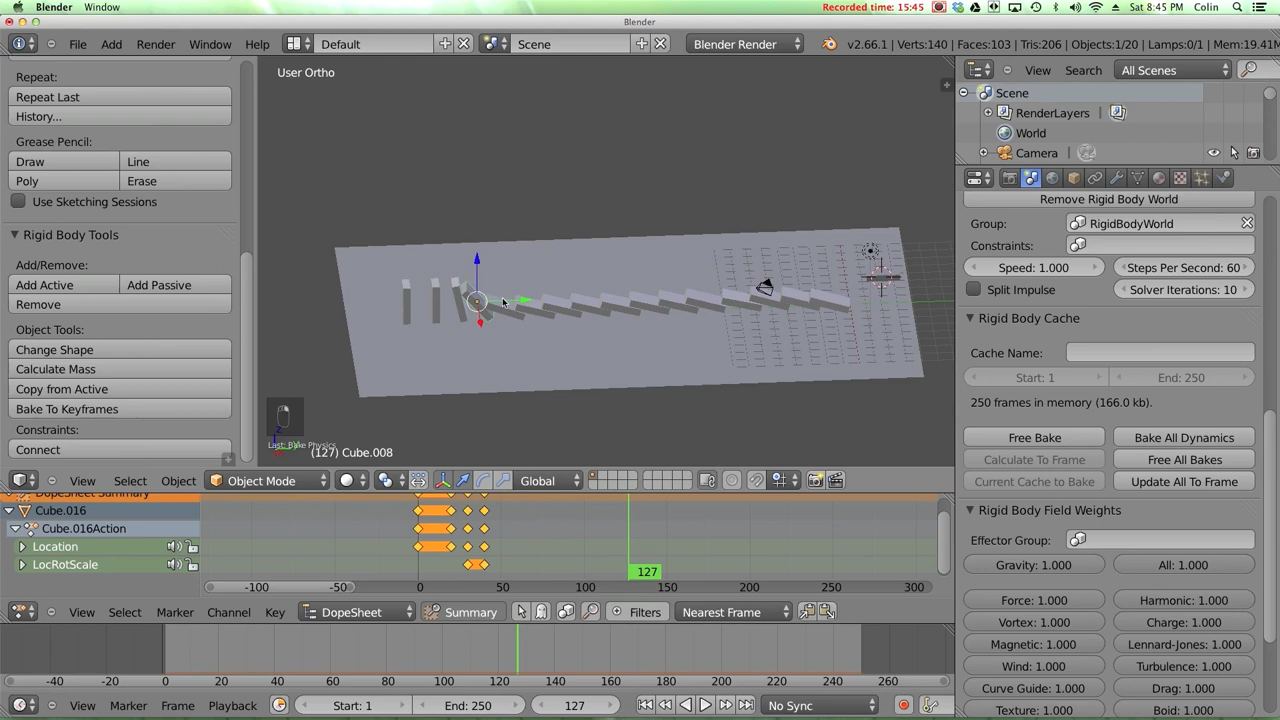 Blender Window Help Recorded time: 15:45 Sat 8:45 PM Colin
Blender
File Add Render Window Help Default Scene Blender Render v2.66.1 | Verts:140 | Faces:103 | Tris:206 | Objects:1/20 | Lamps:0/1 | Mem:19.41M
Repeat:
Repeat Last
History...
Grease Pencil:
Draw Line
Poly Erase
Use Sketching Sessions
Rigid Body Tools
Add/Remove:
Add Active Add Passive
Remove
Object Tools:
Change Shape
Calculate Mass
Copy from Active
Bake To Keyframes
Constraints:
Connect
User Ortho
Last: Bake Physics
(127) Cube.008
View Select Object Object Mode Global
View Search All Scenes
Scene
RenderLayers
World
Camera
Remove Rigid Body World
Group: RigidBodyWorld
Constraints:
Speed: 1.000 Steps Per Second: 60
Split Impulse Solver Iterations: 10
Rigid Body Cache
Cache Name:
Start: 1 End: 250
250 frames in memory (166.0 kb).
Free Bake Bake All Dynamics
Calculate To Frame Free All Bakes
Current Cache to Bake Update All To Frame
Rigid Body Field Weights
Effector Group:
Gravity: 1.000 All: 1.000
Force: 1.000 Harmonic: 1.000
Vortex: 1.000 Charge: 1.000
Magnetic: 1.000 Lennard-Jones: 1.000
Wind: 1.000 Turbulence: 1.000
Curve Guide: 1.000 Drag: 1.000
Texture: 1.000 Boid: 1.000
DopeSheet Summary
Cube.016
Cube.016Action
Location
LocRotScale
127
-100 -50 0 50 100 150 200 250 300
View Select Marker Channel Key DopeSheet Summary Filters Nearest Frame
-40 -20 0 20 40 60 80 100 120 140 160 180 200 220 240 260
View Marker Frame Playback Start: 1 End: 250 127 No Sync